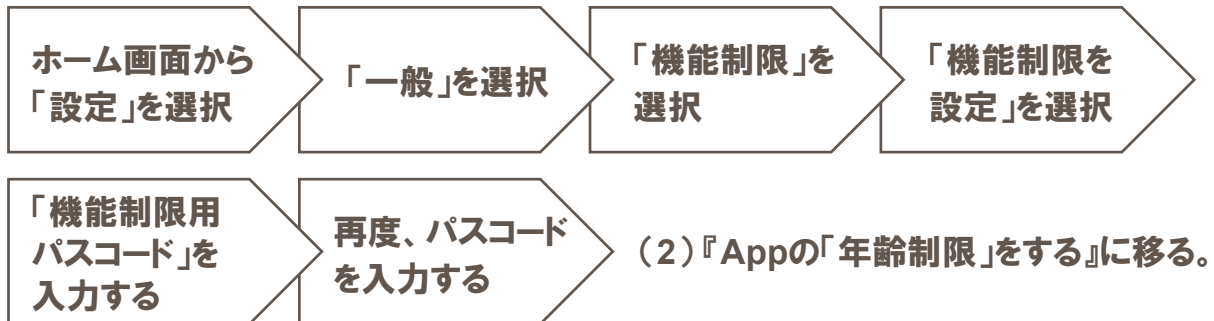 ホーム画面から
「設定」を選択
「一般」を選択
「機能制限」を
選択
「機能制限を
設定」を選択
「機能制限用
パスコード」を
入力する
再度、パスコード
を入力する
（2）『Appの「年齢制限」をする』に移る。